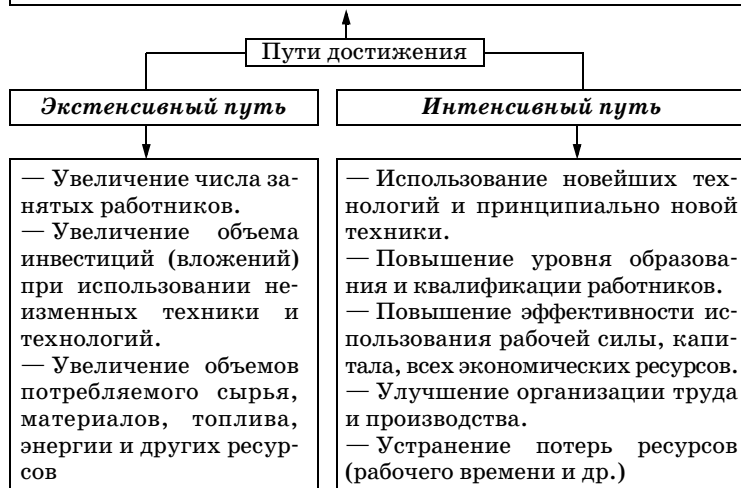 Пути достижения
Экстенсивный путь
Интенсивный путь
— Увеличение числа за-
нятых работников.
— Увеличение объема
инвестиций (вложений)
при использовании не-
изменных техники и
технологий.
— Увеличение объемов
потребляемого сырья,
материалов, топлива,
энергии и других ресур-
сов
— Использование новейших тех-
нологий и принципиально новой
техники.
— Повышение уровня образова-
ния и квалификации работников.
— Повышение эффективности ис-
пользования рабочей силы, капи-
тала, всех экономических ресурсов.
— Улучшение организации труда
и производства.
— Устранение потерь ресурсов
(рабочего времени и др.)